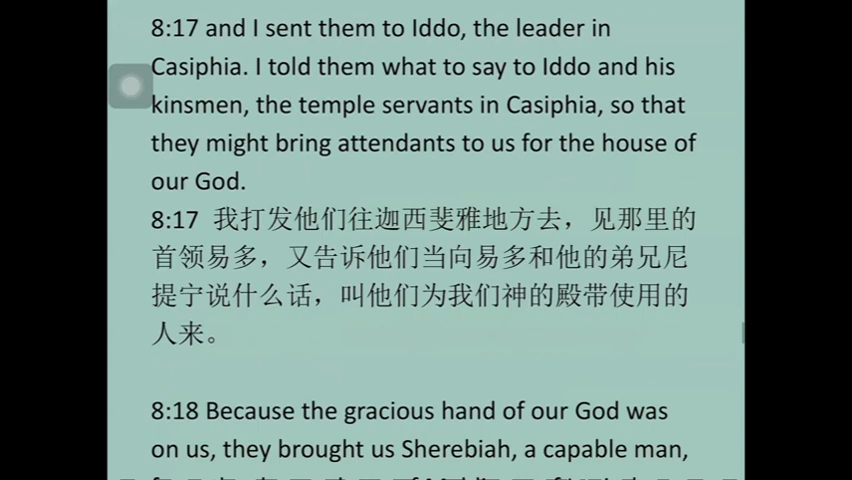 8:17 and I sent them to Iddo, the leader in
Casiphia. I told them what to say to Iddo and his
kinsmen, the temple servants in Casiphia, so that
they might bring attendants to us for the house of
our God.
8:17 我打发他们往迦西斐雅地方去，见那里的
首领易多，又告诉他们当向易多和他的弟兄尼
提宁说什么话，叫他们为我们神的殿带使用的
人来。
8:18 Because the gracious hand of our God was
on us, they brought us Sherebiah, a capable man,